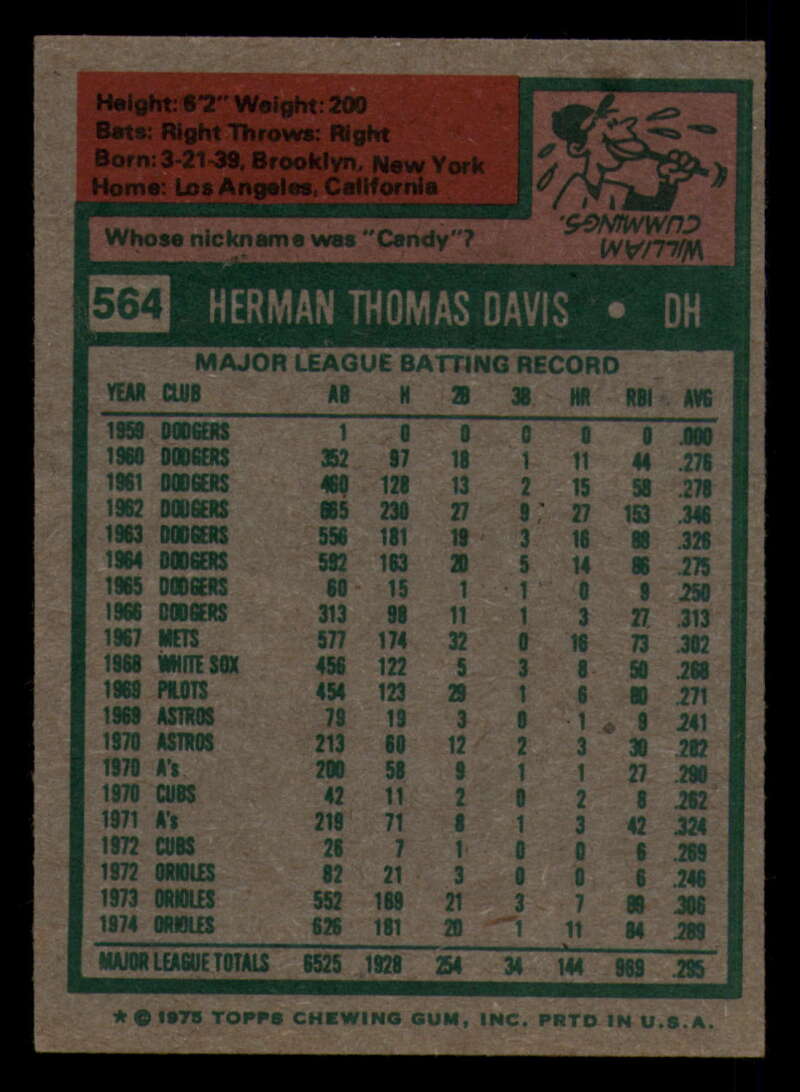 Height: 6'2" Weight: 200
Bats: Right Throws: Right
Born: 3-21-39, Brooklyn, New York
Home: Los Angeles, California
WILLIAM
CUMMINGS.
Whose nickname was "Candy"?
564 HERMAN THOMAS DAVIS • DH
MAJOR LEAGUE BATTING RECORD
YEAR CLUB AB H 2B 3B HR RBI AVG
1959 DODGERS 1 0 0 0 0 0 .000
1960 DODGERS 352 97 18 1 11 44 .276
1961 DODGERS 460 128 13 2 15 58 .278
1962 DODGERS 665 230 27 9 27 153 .346
1963 DODGERS 556 181 19 3 16 88 .326
1964 DODGERS 592 163 20 5 14 86 .275
1965 DODGERS 60 15 1 1 0 9 .250
1966 DODGERS 313 98 11 1 3 27 .313
1967 METS 577 174 32 0 16 73 .302
1968 WHITE SOX 456 122 5 3 8 50 .268
1969 PILOTS 454 123 29 1 6 80 .271
1969 ASTROS 79 19 3 0 1 9 .241
1970 ASTROS 213 60 12 2 3 30 .282
1970 A's 200 58 9 1 1 27 .290
1970 CUBS 42 11 2 0 2 8 .262
1971 A's 219 71 8 1 3 42 .324
1972 CUBS 26 7 1 0 0 6 .269
1972 ORIOLES 82 21 3 0 0 6 .246
1973 ORIOLES 552 169 21 3 7 89 .306
1974 ORIOLES 626 181 20 1 11 84 .289
MAJOR LEAGUE TOTALS 6525 1928 254 34 144 969 .295
* © 1975 TOPPS CHEWING GUM, INC. PRTD IN U.S.A.